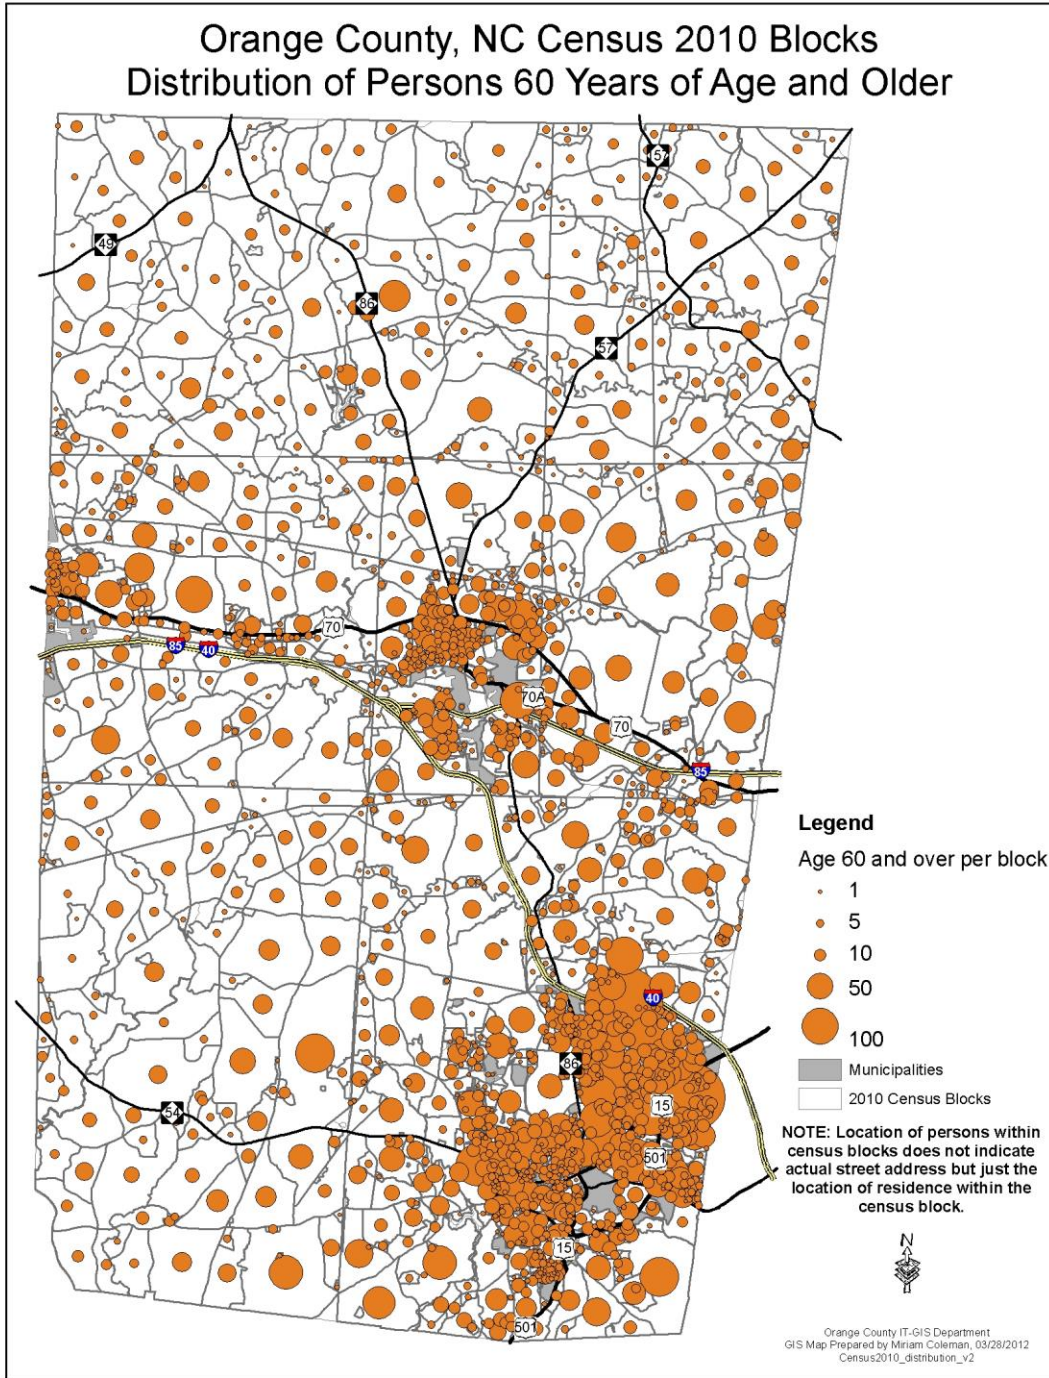 Orange County, NC Census 2010 Blocks
Distribution of Persons 60 Years of Age and Older
57
49
86
57
70
85
40
70A
70
85
Legend
Age 60 and over per block
1
5
10
50
100
Municipalities
2010 Census Blocks
40
86
15
54
501
15
501
NOTE: Location of persons within
census blocks does not indicate
actual street address but just the
location of residence within the
census block.
N
Orange County IT-GIS Department
GIS Map Prepared by Miriam Coleman, 03/28/2012
Census2010_distribution_v2